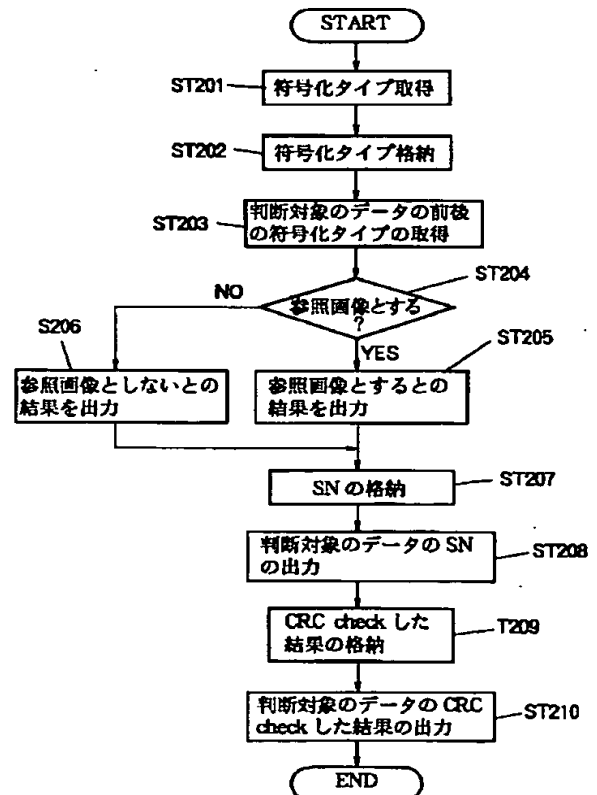 START
ST201
符号化タイプ取得
ST202
符号化タイプ格納
ST203
判断対象のデータの前後
の符号化タイプの取得
ST204
参照画像とする
?
NO
YES
S206
参照画像としないとの
結果を出力
ST205
参照画像とするとの
結果を出力
SNの格納
ST207
判断対象のデータの SN
の出力
ST208
CRC check した
結果の格納
T209
判断対象のデータの CRC
check した結果の出力
ST210
END